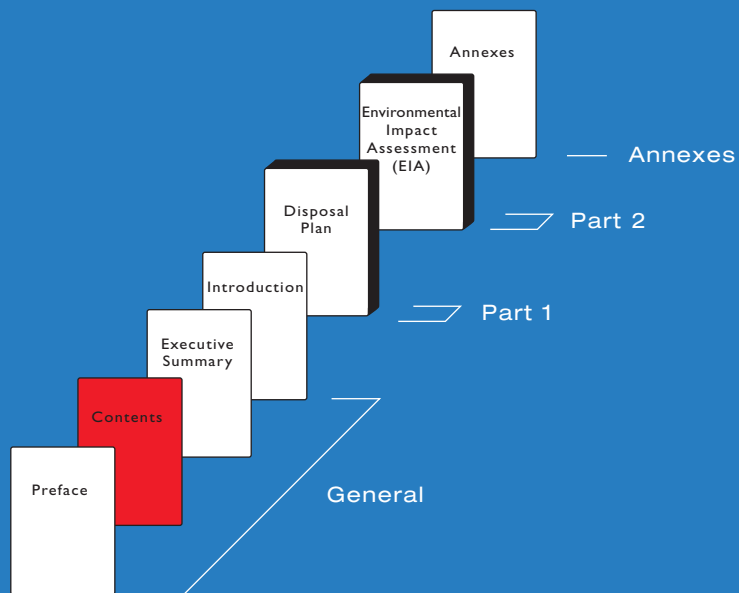 Annexes
Environmental
Impact
Assessment
(EIA)
Annexes
Disposal
Plan
Part 2
Introduction
Part 1
Executive
Summary
Contents
Preface
General